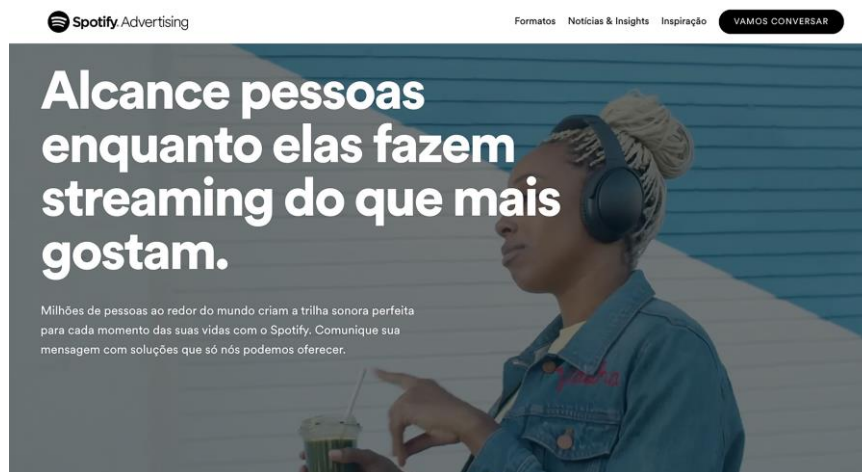 Spotify Advertising
Formatos Notícias & Insights Inspiração VAMOS CONVERSAR
Alcance pessoas
enquanto elas fazem
streaming do que mais
gostam.
Milhões de pessoas ao redor do mundo criam a trilha sonora perfeita
para cada momento das suas vidas com o Spotify. Comunique sua
mensagem com soluções que só nós podemos oferecer.